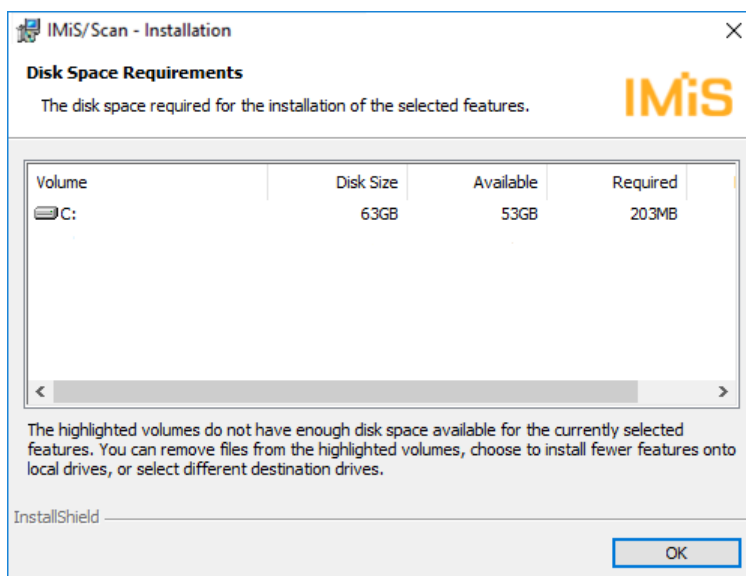 IMiS/Scan - Installation
Disk Space Requirements
The disk space required for the installation of the selected features.
IMiS
Volume Disk Size Available Required
C: 63GB 53GB 203MB
The highlighted volumes do not have enough disk space available for the currently selected
features. You can remove files from the highlighted volumes, choose to install fewer features onto
local drives, or select different destination drives.
InstallShield
OK